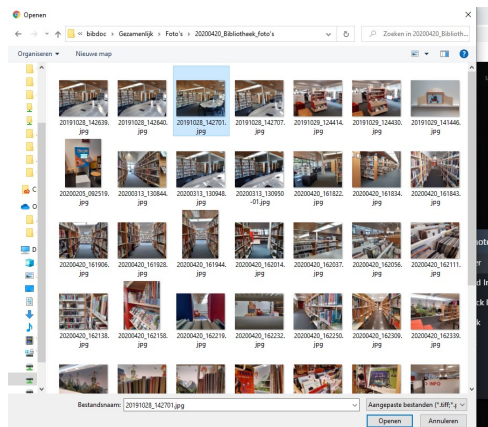 Openen
« bibdoc › Gezamenlijk › Foto's › 20200420_Bibliotheek_foto's
Zoeken in 20200420_Biblioth...
Organiseren
Nieuwe map
20191028_142639.jpg
20191028_142640.jpg
20191028_142701.jpg
20191028_142707.jpg
20191029_124414.jpg
20191029_124430.jpg
20191029_141446.jpg
20200205_092519.jpg
20200313_130844.jpg
20200313_130948.jpg
20200313_130950-01.jpg
20200420_161822.jpg
20200420_161834.jpg
20200420_161843.jpg
20200420_161906.jpg
20200420_161928.jpg
20200420_161944.jpg
20200420_162014.jpg
20200420_162037.jpg
20200420_162056.jpg
20200420_162111.jpg
20200420_162138.jpg
20200420_162158.jpg
20200420_162219.jpg
20200420_162232.jpg
20200420_162250.jpg
20200420_162309.jpg
20200420_162339.jpg
C
O
D
INFO
Bestandsnaam: 20191028_142701.jpg
Aangepaste bestanden (*.tiff;*.
Openen
Annuleren